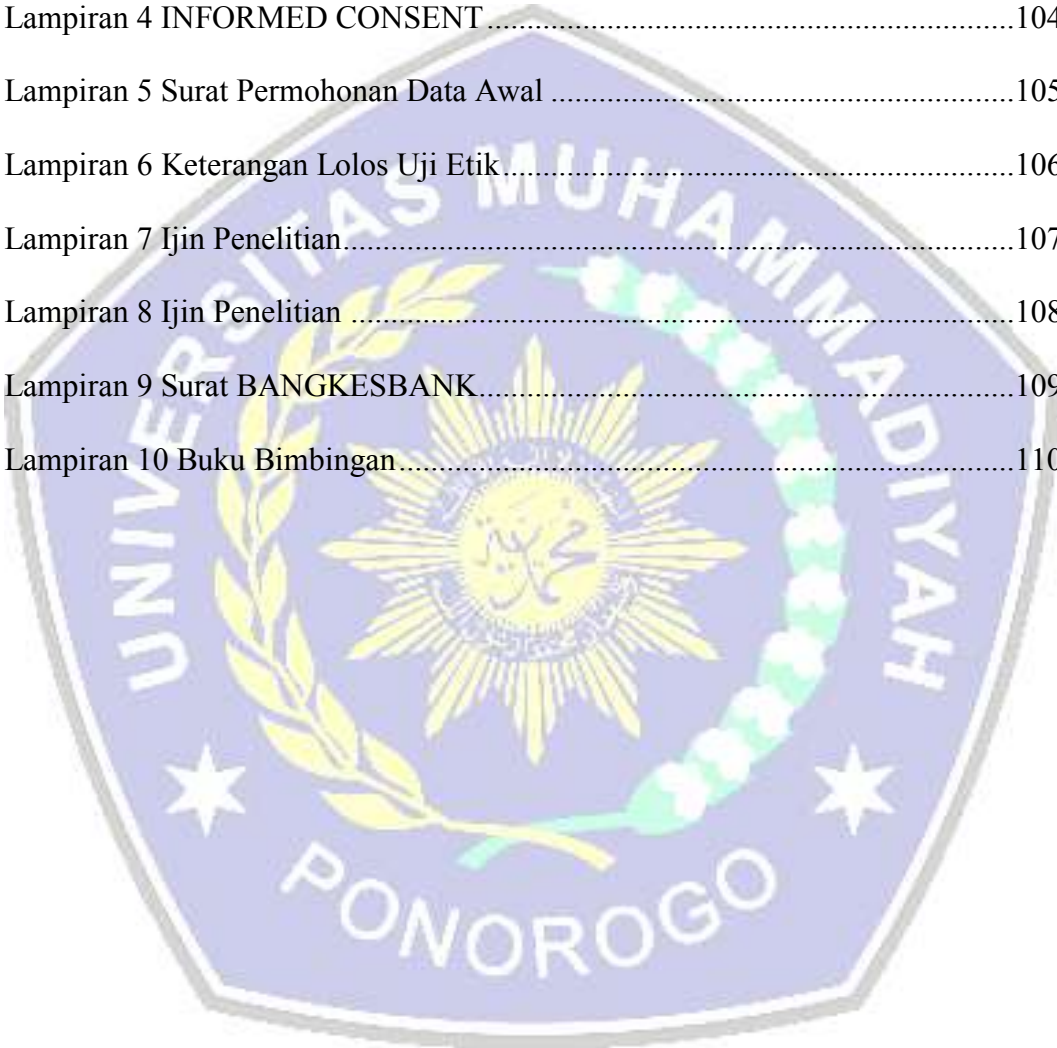 Lampiran 4 INFORMED CONSENT ........................................................104
Lampiran 5 Surat Permohonan Data Awal ........................................................105
Lampiran 6 Keterangan Lolos Uji Etik ........................................................106
Lampiran 7 Ijin Penelitian ........................................................107
Lampiran 8 Ijin Penelitian ........................................................108
Lampiran 9 Surat BANGKESBANK ........................................................109
Lampiran 10 Buku Bimbingan ........................................................110
UNIVERSITAS MUHAMMADIYAH
PONOROGO